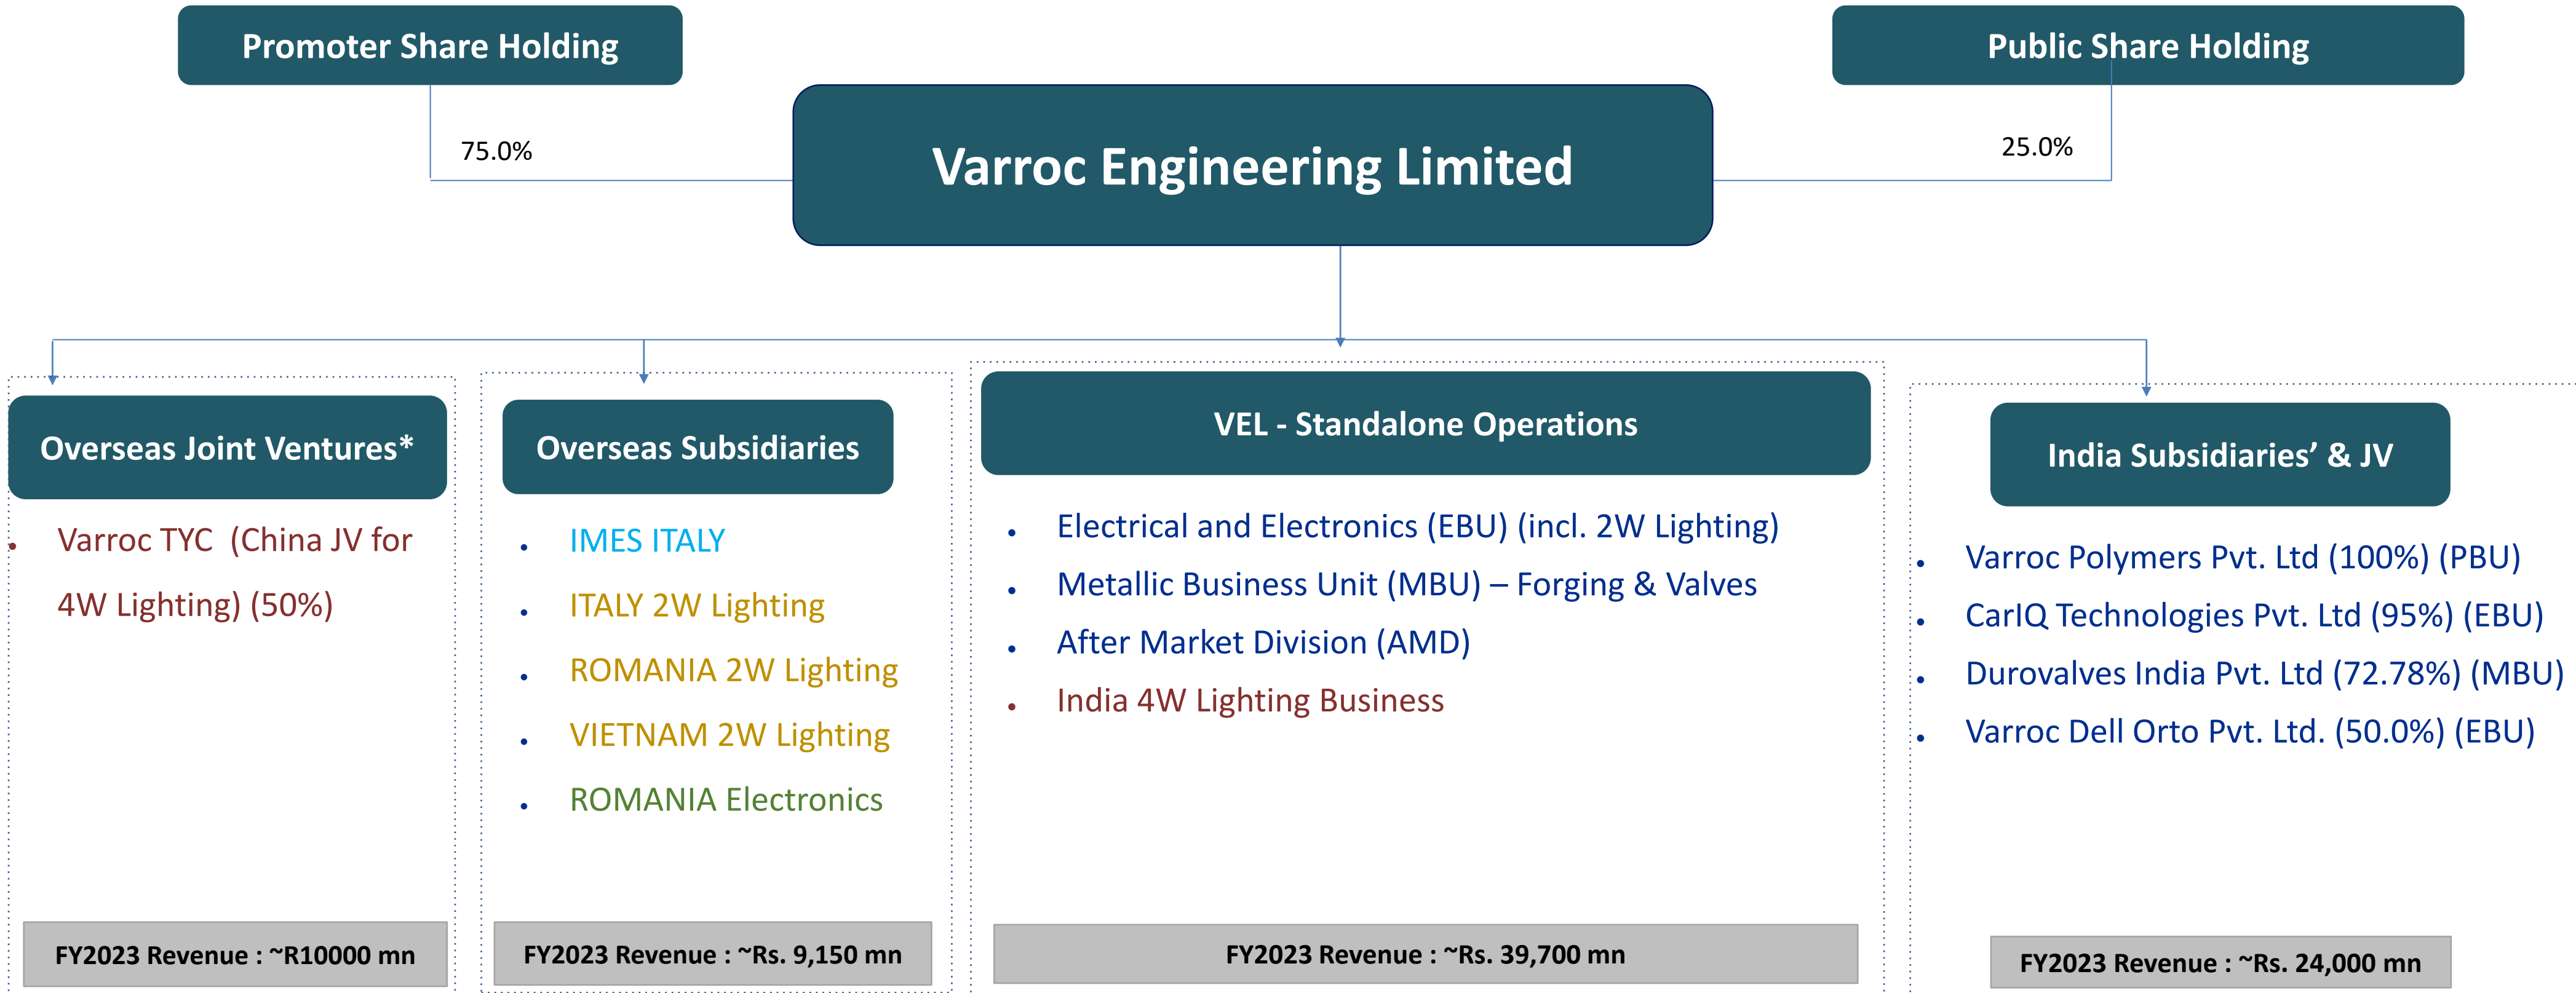 Promoter Share Holding
Public Share Holding
75.0%
Varroc Engineering Limited
25.0%
Overseas Joint Ventures*
• Varroc TYC (China JV for
4W Lighting) (50%)
FY2023 Revenue : ~R10000 mn
Overseas Subsidiaries
• IMES ITALY
• ITALY 2W Lighting
• ROMANIA 2W Lighting
• VIETNAM 2W Lighting
• ROMANIA Electronics
FY2023 Revenue : ~Rs. 9,150 mn
VEL - Standalone Operations
• Electrical and Electronics (EBU) (incl. 2W Lighting)
• Metallic Business Unit (MBU) – Forging & Valves
• After Market Division (AMD)
• India 4W Lighting Business
FY2023 Revenue : ~Rs. 39,700 mn
India Subsidiaries’ & JV
• Varroc Polymers Pvt. Ltd (100%) (PBU)
• CarIQ Technologies Pvt. Ltd (95%) (EBU)
• Durovalves India Pvt. Ltd (72.78%) (MBU)
• Varroc Dell Orto Pvt. Ltd. (50.0%) (EBU)
FY2023 Revenue : ~Rs. 24,000 mn